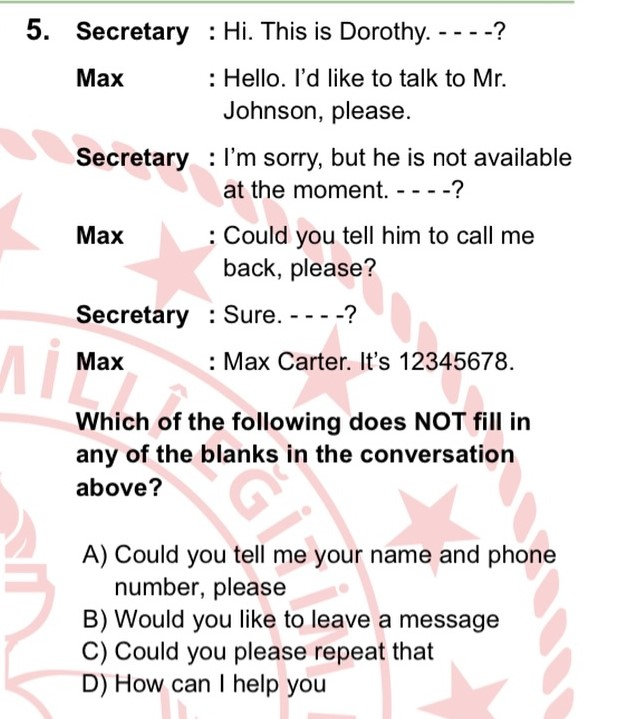 5. Secretary : Hi. This is Dorothy. - - - -?
Max : Hello. I'd like to talk to Mr.
Johnson, please.
Secretary : I'm sorry, but he is not available
at the moment. - - - -?
Max : Could you tell him to call me
back, please?
Secretary : Sure. - - - -?
Max : Max Carter. It's 12345678.
MİLLÎ EĞİTİM
Which of the following does NOT fill in
any of the blanks in the conversation
above?
A) Could you tell me your name and phone
number, please
B) Would you like to leave a message
C) Could you please repeat that
D) How can I help you